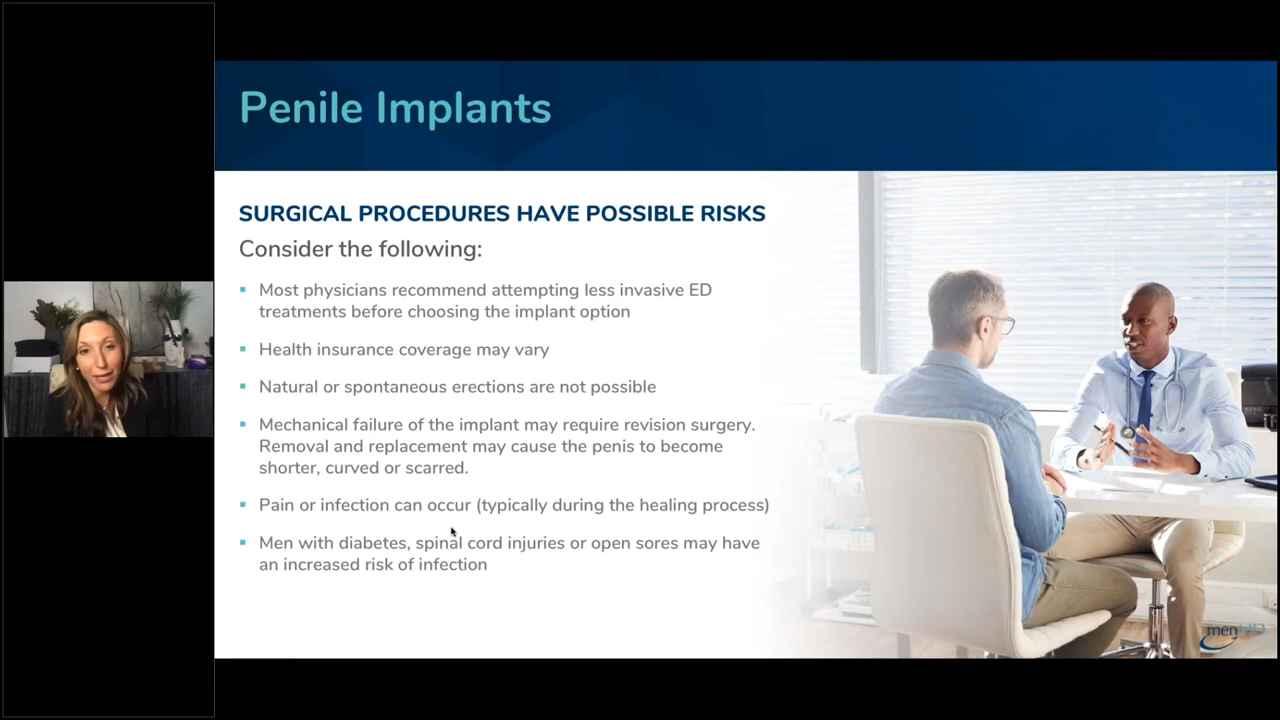 Penile Implants
SURGICAL PROCEDURES HAVE POSSIBLE RISKS
Consider the following:
▪ Most physicians recommend attempting less invasive ED
treatments before choosing the implant option
▪ Health insurance coverage may vary
▪ Natural or spontaneous erections are not possible
▪ Mechanical failure of the implant may require revision surgery.
Removal and replacement may cause the penis to become
shorter, curved or scarred.
▪ Pain or infection can occur (typically during the healing process)
▪ Men with diabetes, spinal cord injuries or open sores may have
an increased risk of infection
menMD